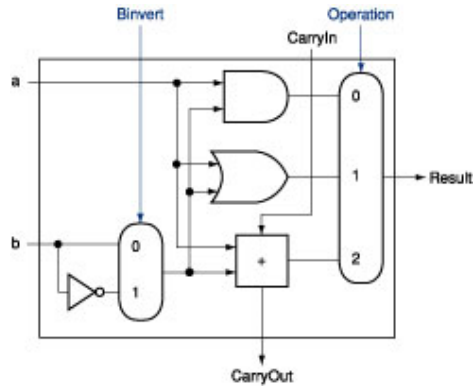 Binvert
Operation
CarryIn
a
0
1
Result
b
0
1
+
2
CarryOut